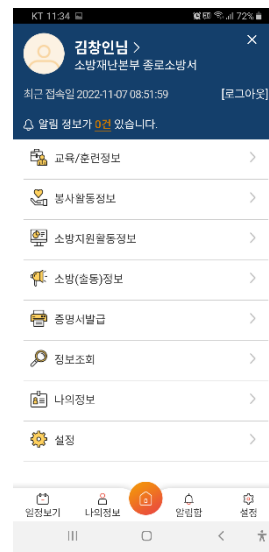 KT 11:34 72%
김창인님 >
소방재난본부 종로소방서
최근 접속일 2022-11-07 08:51:59 [로그아웃]
알림 정보가 0건 있습니다.
교육/훈련정보
봉사활동정보
소방지원활동정보
소방(출동)정보
증명서발급
정보조회
나의정보
설정
일정보기 나의정보 알림함 설정